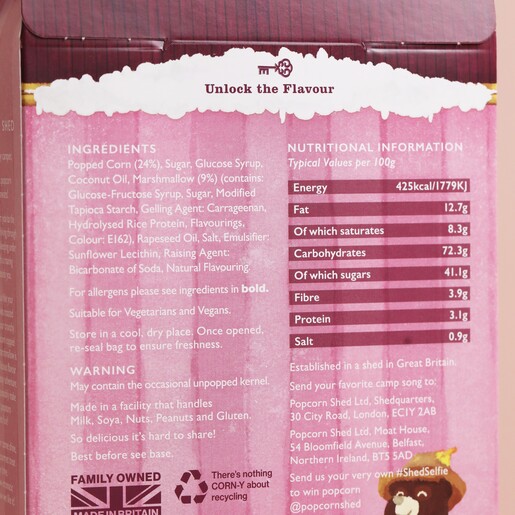 SHED
Unlock the Flavour
INGREDIENTS
Popped Corn (24%), Sugar, Glucose Syrup,
Coconut Oil, Marshmallow (9%) (contains:
Glucose-Fructose Syrup, Sugar, Modified
Tapioca Starch, Gelling Agent: Carrageenan,
Hydrolysed Rice Protein, Flavourings,
Colour: E162), Rapeseed Oil, Salt, Emulsifier:
Sunflower Lecithin, Raising Agent:
Bicarbonate of Soda, Natural Flavouring.
For allergens please see ingredients in bold.
Suitable for Vegetarians and Vegans.
Store in a cool, dry place. Once opened,
re-seal bag to ensure freshness.
WARNING
May contain the occasional unpopped kernel.
Made in a facility that handles
Milk, Soya, Nuts, Peanuts and Gluten.
So delicious it's hard to share!
Best before see base.
FAMILY OWNED
MADE IN BRITAIN
There's nothing
CORN-Y about
recycling
NUTRITIONAL INFORMATION
Typical Values per 100g
Energy 425kcal/1779KJ
Fat 12.7g
Of which saturates 8.3g
Carbohydrates 72.3g
Of which sugars 41.1g
Fibre 3.9g
Protein 3.1g
Salt 0.9g
Established in a shed in Great Britain.
Send your favorite camp song to:
Popcorn Shed Ltd, Shedquarters,
30 City Road, London, EC1Y 2AB
Popcorn Shed Ltd, Moat House,
54 Bloomfield Avenue, Belfast,
Northern Ireland, BT5 5AD
Send us your very own #ShedSelfie
to win popcorn
@popcornshed